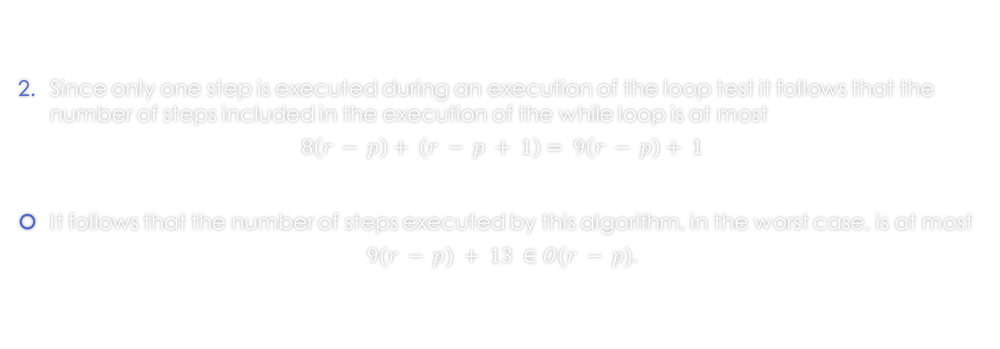 2. Since only one step is executed during an execution of the loop test it follows that the
number of steps included in the execution of the while loop is at most
8(r − p) + (r − p + 1) = 9(r − p) + 1
It follows that the number of steps executed by this algorithm, in the worst case, is at most
9(r − p) + 13 ∈ O(r − p).